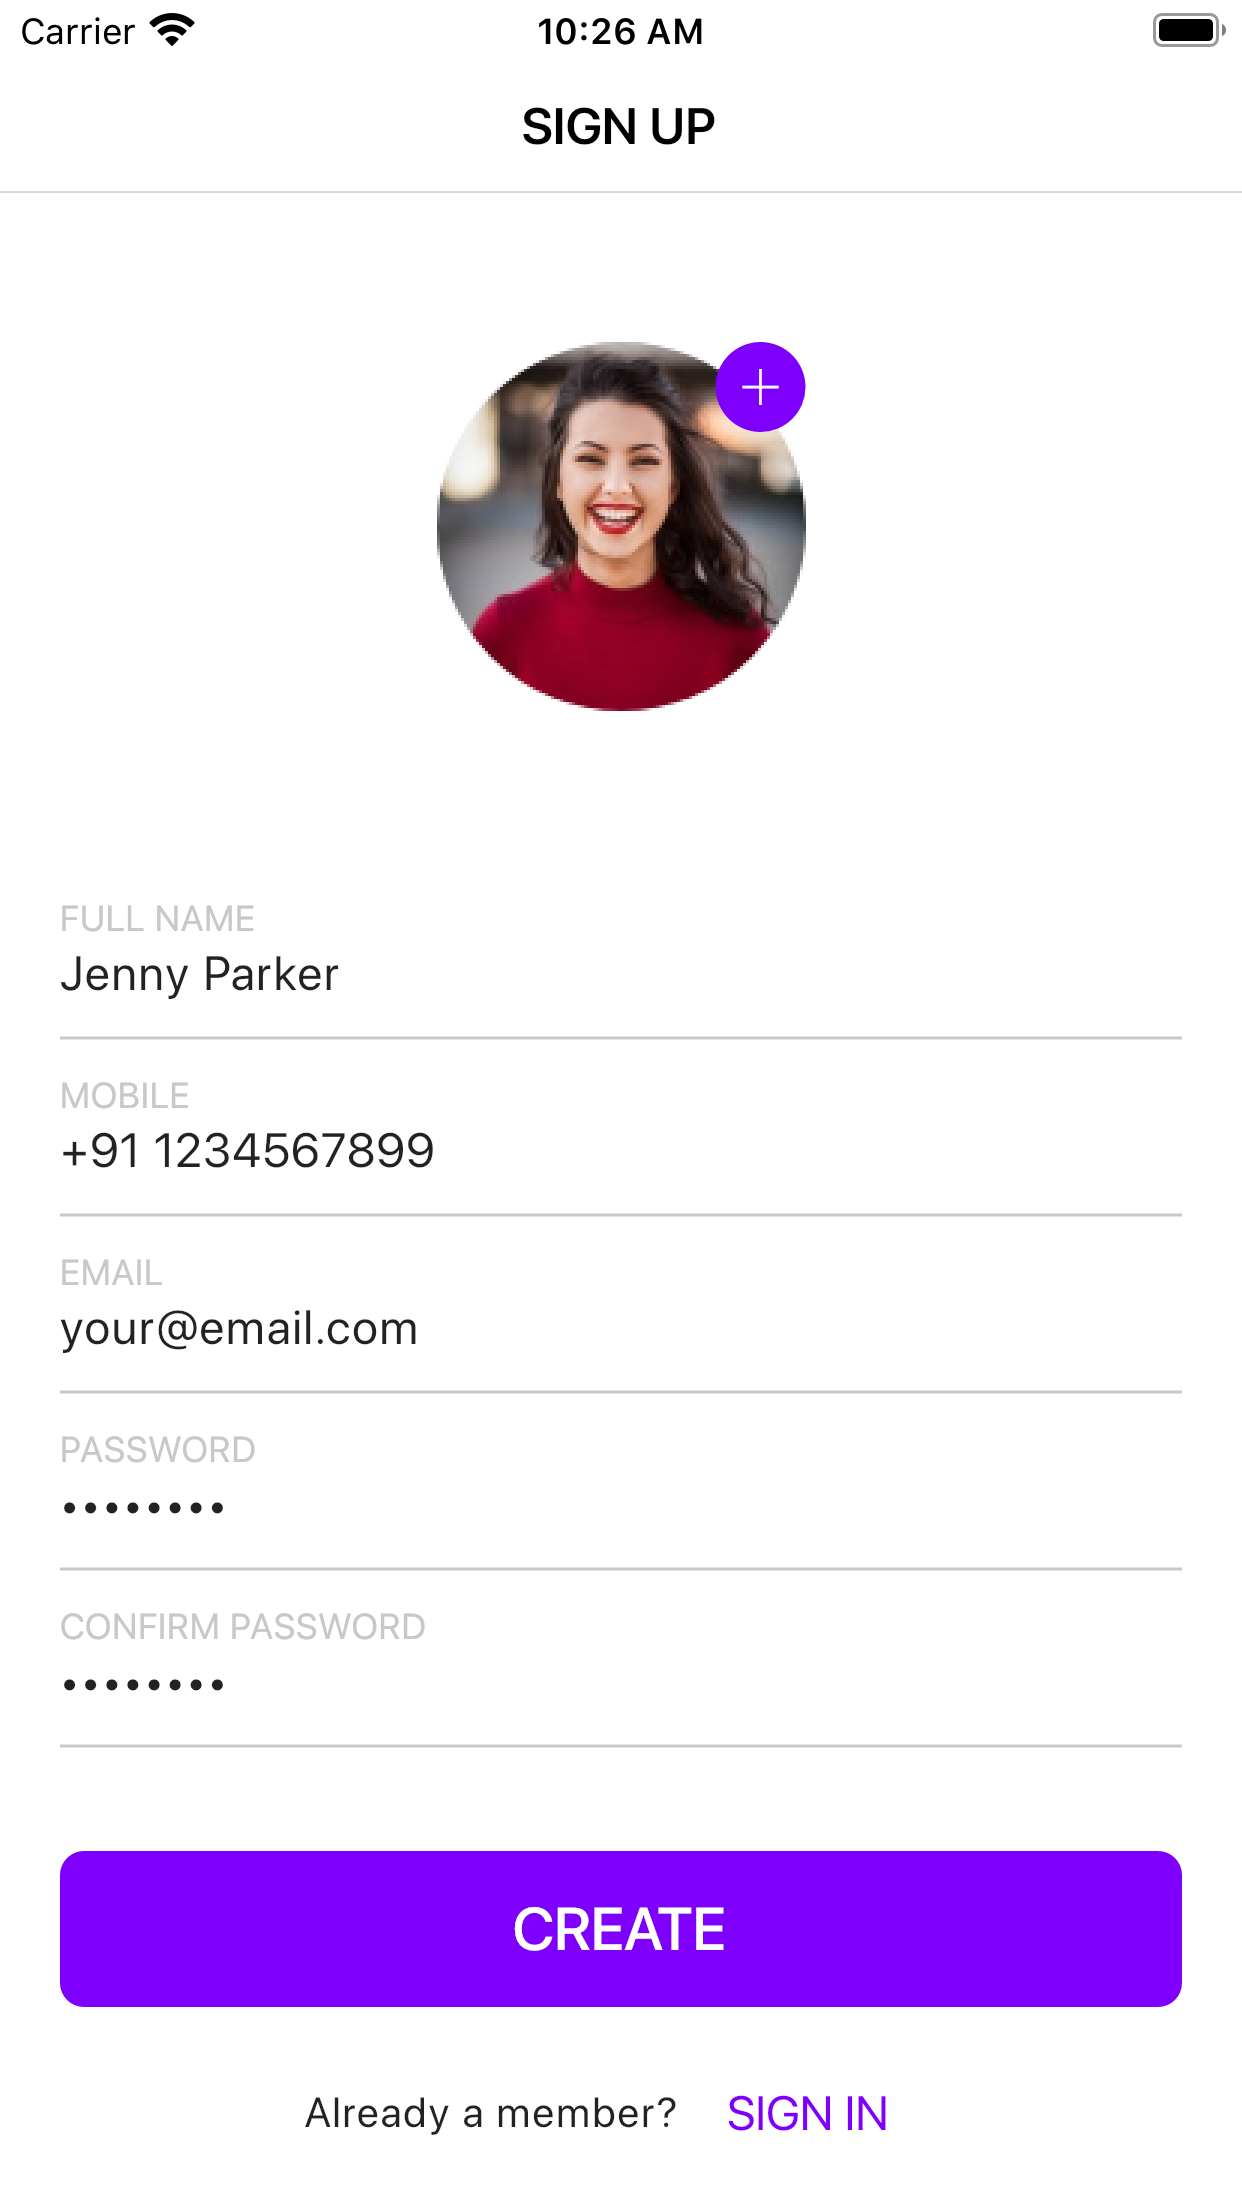 Carrier 10:26 AM
SIGN UP
FULL NAME
Jenny Parker
MOBILE
+91 1234567899
EMAIL
your@email.com
PASSWORD
••••••••
CONFIRM PASSWORD
••••••••
CREATE
Already a member? SIGN IN